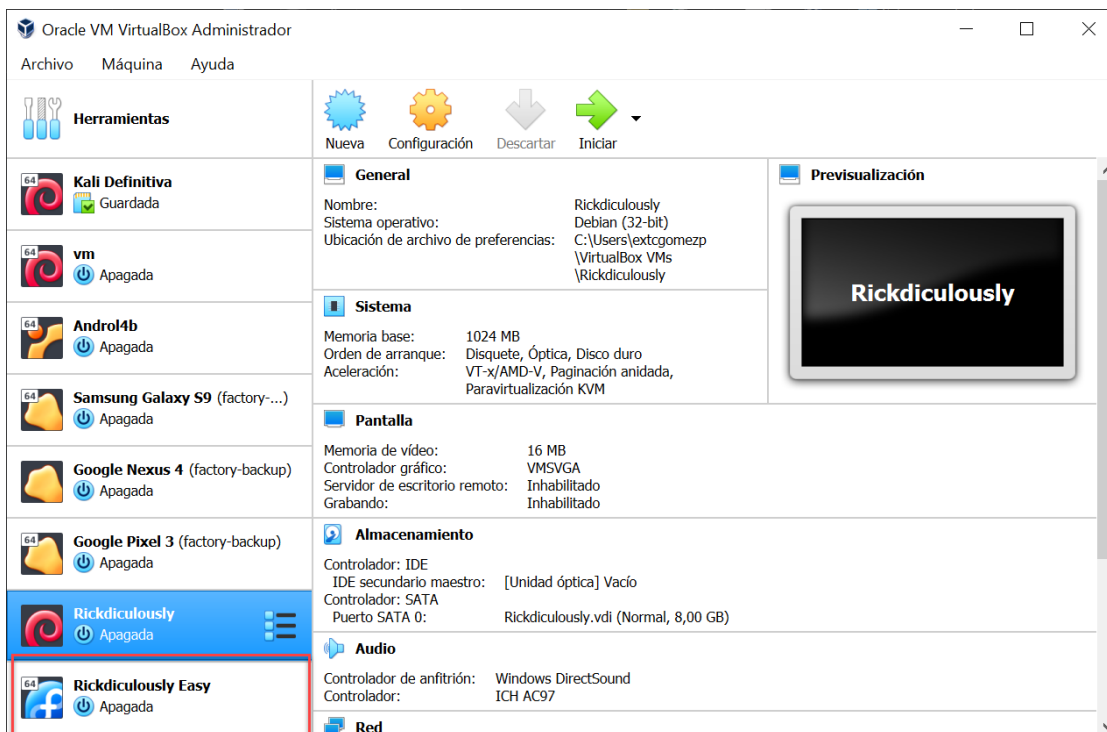 Oracle VM VirtualBox Administrador
Archivo Máquina Ayuda
Herramientas
64
Kali Definitiva
Guardada
64
vm
Apagada
64
Androl4b
Apagada
64
Samsung Galaxy S9 (factory-...)
Apagada
Google Nexus 4 (factory-backup)
Apagada
64
Google Pixel 3 (factory-backup)
Apagada
Rickdiculously
Apagada
64
Rickdiculously Easy
Apagada
Nueva Configuración Descartar Iniciar
General
Nombre: Rickdiculously
Sistema operativo: Debian (32-bit)
Ubicación de archivo de preferencias: C:\Users\extcgomezp
\VirtualBox VMs
\Rickdiculously
Sistema
Memoria base: 1024 MB
Orden de arranque: Disquete, Óptica, Disco duro
Aceleración: VT-x/AMD-V, Paginación anidada,
Paravirtualización KVM
Previsualización
Rickdiculously
Pantalla
Memoria de vídeo: 16 MB
Controlador gráfico: VMSVGA
Servidor de escritorio remoto: Inhabilitado
Grabando: Inhabilitado
Almacenamiento
Controlador: IDE
IDE secundario maestro: [Unidad óptica] Vacío
Controlador: SATA
Puerto SATA 0: Rickdiculously.vdi (Normal, 8,00 GB)
Audio
Controlador de anfitrión: Windows DirectSound
Controlador: ICH AC97
Red